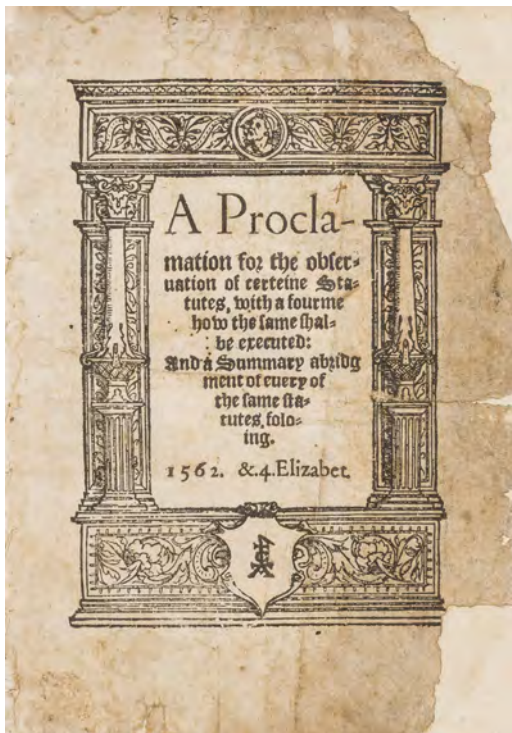 A Procla-
mation for the obser-
uation of certeine Sta-
tutes, with a fourme
how the same shal-
be executed:
And a Summary abridg
ment of euery of
the same sta-
tutes, folo-
ing.
1562. &.4.Elizabet.